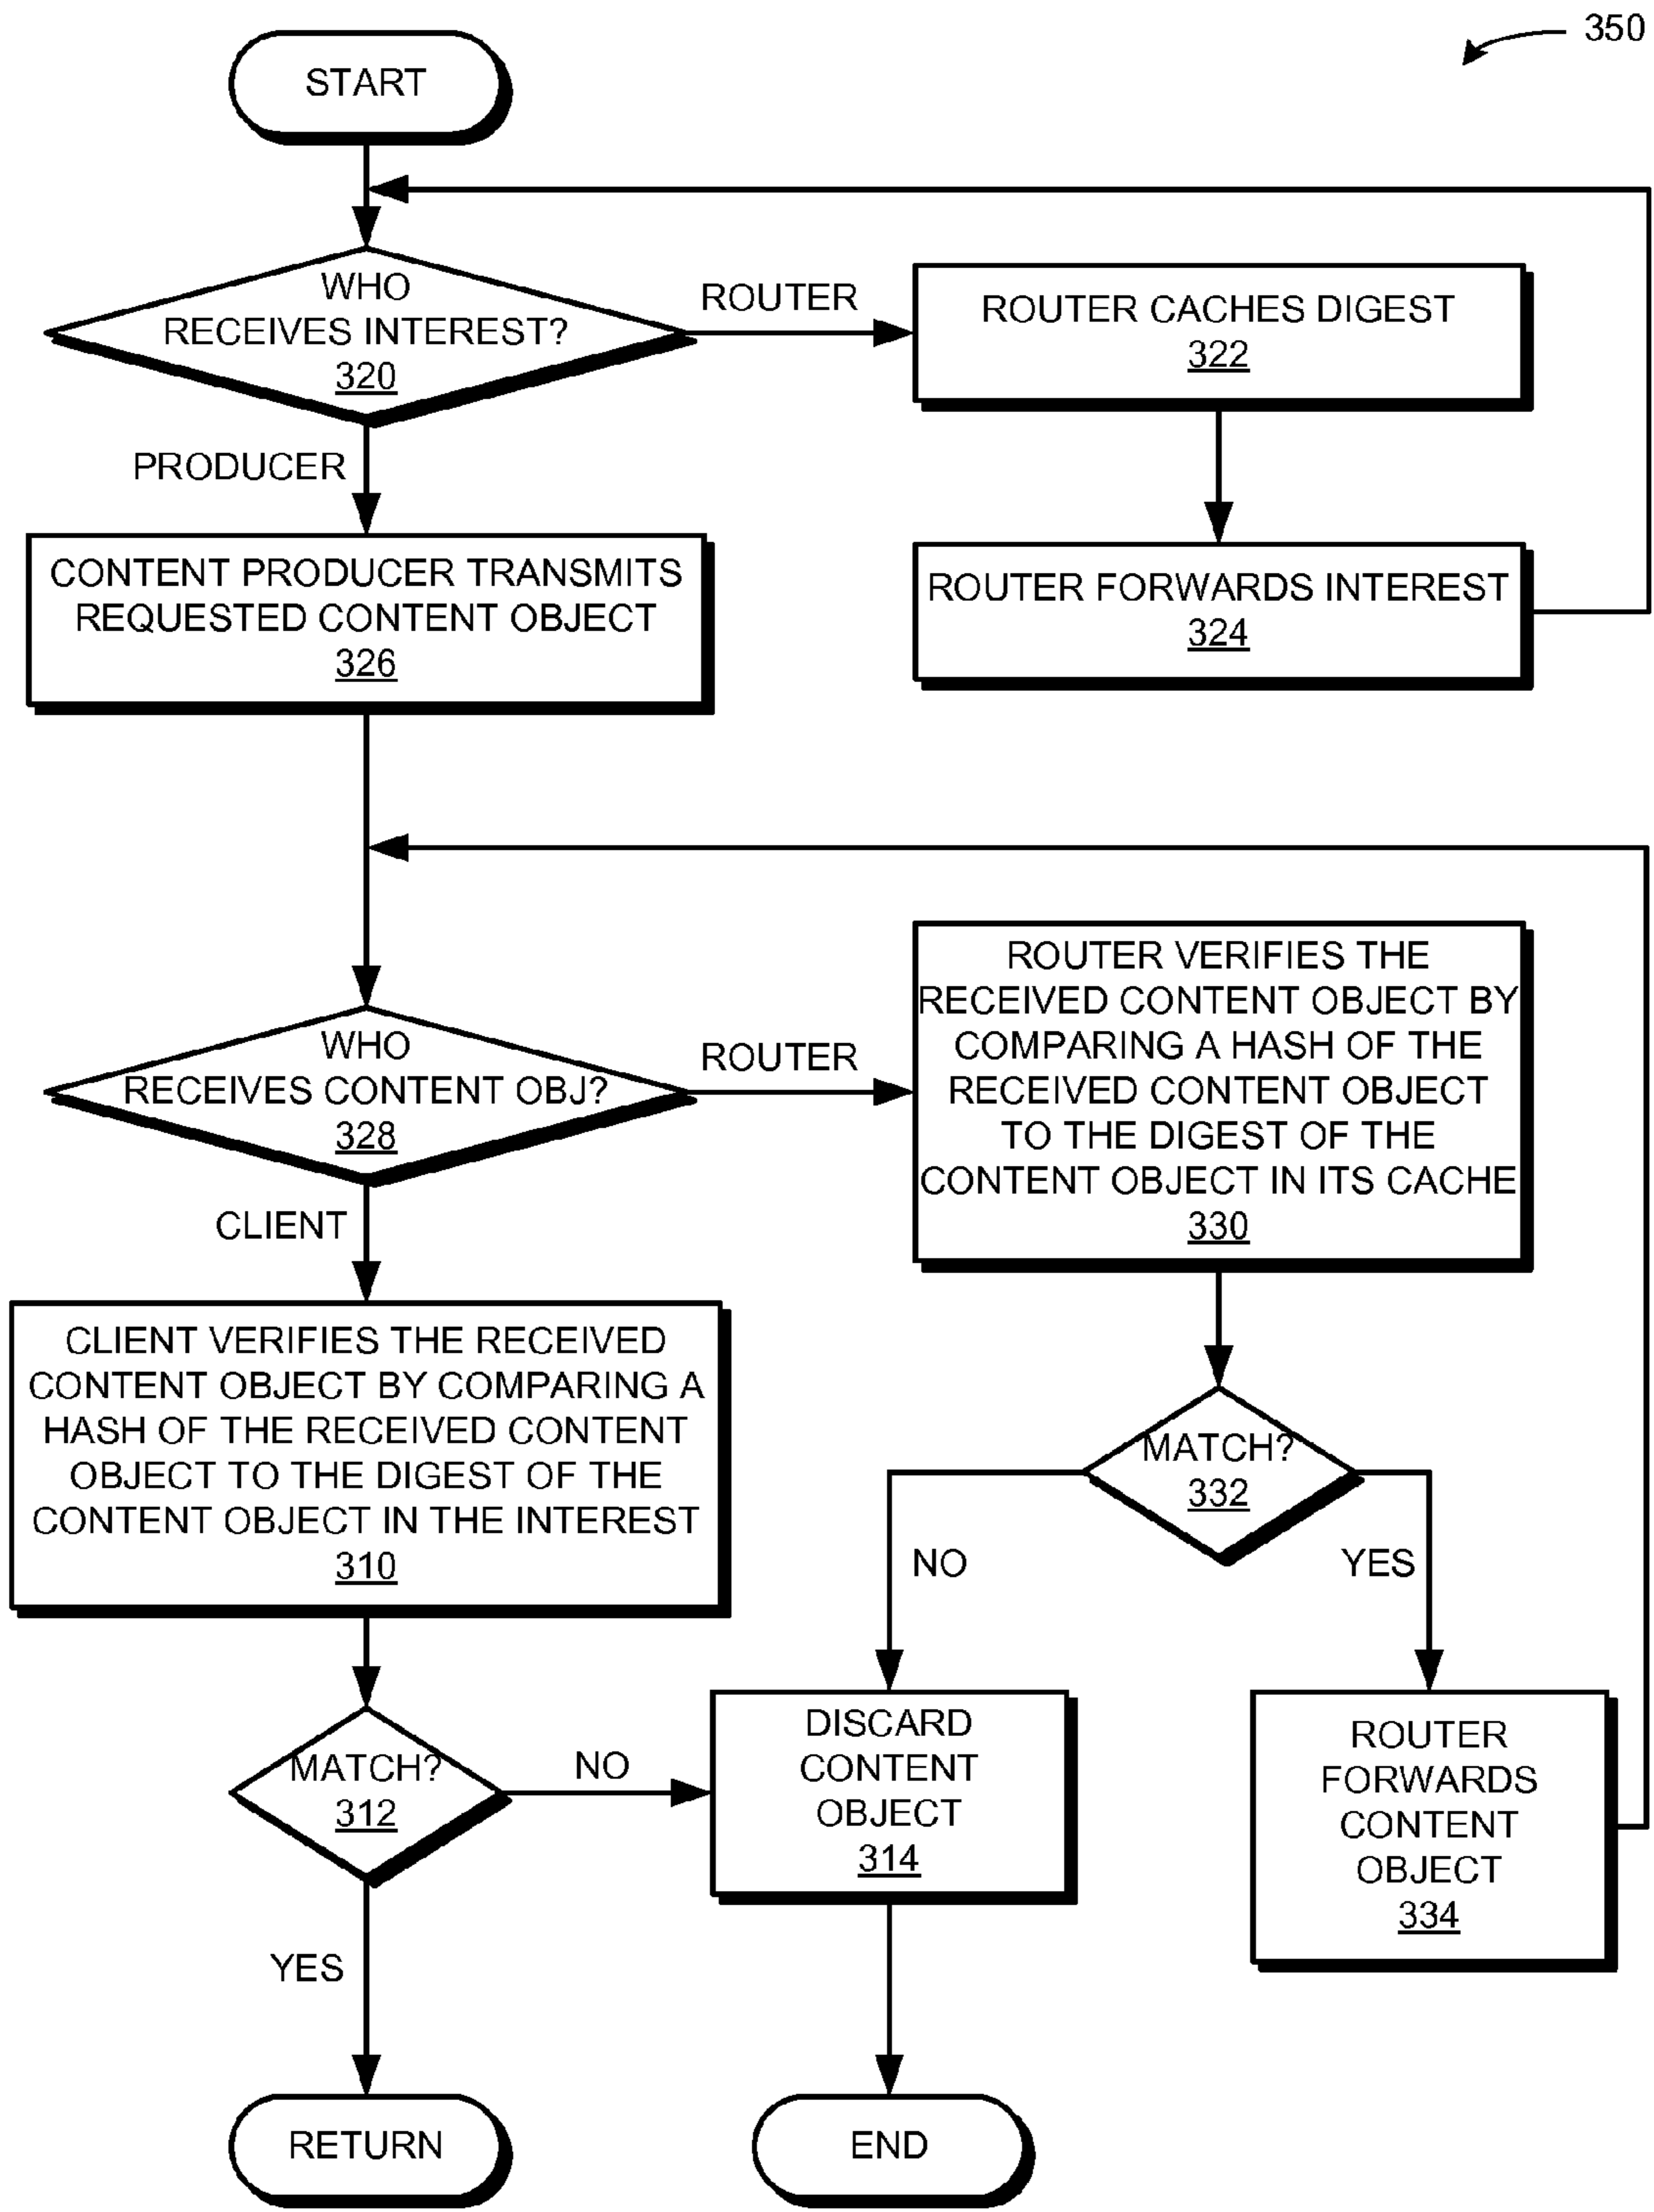 350
START
WHO
RECEIVES INTEREST?
320
ROUTER
ROUTER CACHES DIGEST
322
PRODUCER
CONTENT PRODUCER TRANSMITS
REQUESTED CONTENT OBJECT
326
ROUTER FORWARDS INTEREST
324
WHO
RECEIVES CONTENT OBJ?
328
ROUTER
ROUTER VERIFIES THE
RECEIVED CONTENT OBJECT BY
COMPARING A HASH OF THE
RECEIVED CONTENT OBJECT
TO THE DIGEST OF THE
CONTENT OBJECT IN ITS CACHE
330
CLIENT
CLIENT VERIFIES THE RECEIVED
CONTENT OBJECT BY COMPARING A
HASH OF THE RECEIVED CONTENT
OBJECT TO THE DIGEST OF THE
CONTENT OBJECT IN THE INTEREST
310
MATCH?
332
NO
YES
MATCH?
312
NO
DISCARD
CONTENT
OBJECT
314
ROUTER
FORWARDS
CONTENT
OBJECT
334
YES
RETURN
END